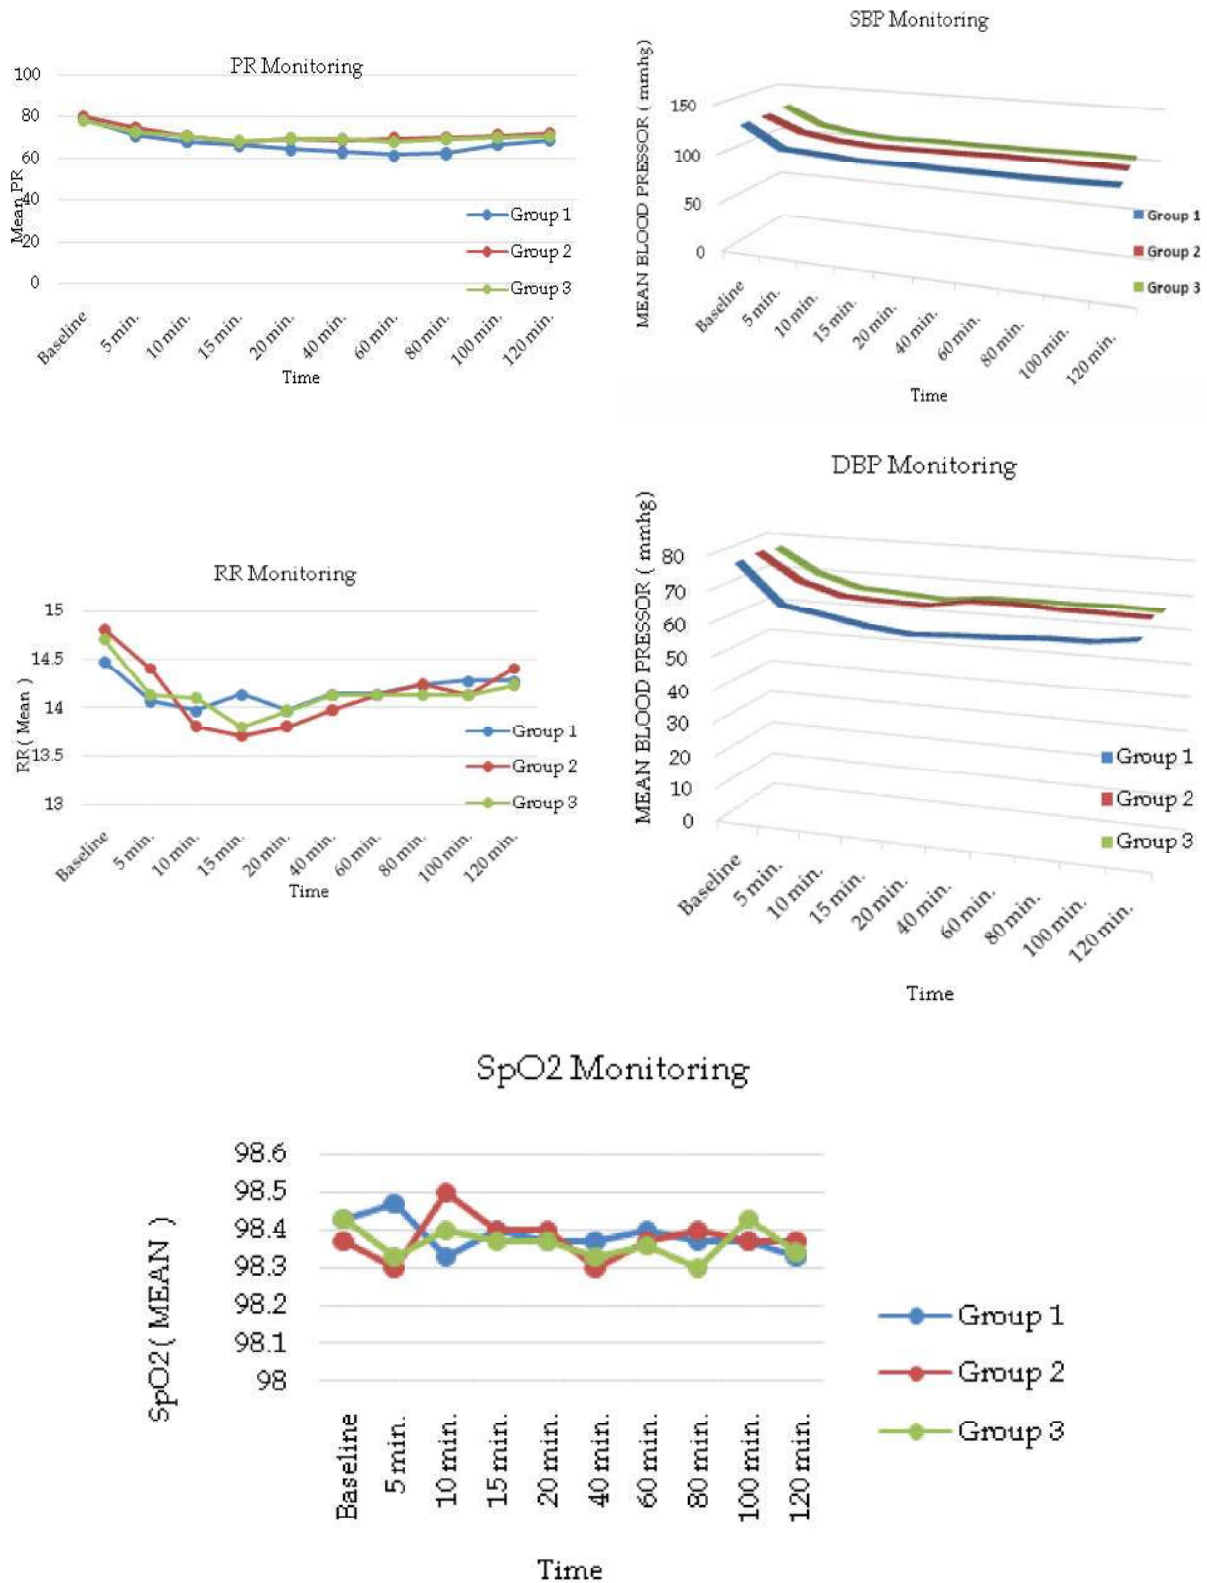 PR Monitoring
100
80
60
40
20
0
Mean PR
Group 1
Group 2
Group 3
Baseline
5 min.
10 min.
15 min.
20 min.
40 min.
60 min.
80 min.
100 min.
120 min.
Time
SBP Monitoring
MEAN BLOOD PRESSOR ( mmhg)
150
100
50
0
Group 1
Group 2
Group 3
Baseline
5 min.
10 min.
15 min.
20 min.
40 min.
60 min.
80 min.
100 min.
120 min.
Time
RR Monitoring
15
14.5
14
13.5
13
RR ( Mean )
Group 1
Group 2
Group 3
Baseline
5 min.
10 min.
15 min.
20 min.
40 min.
60 min.
80 min.
100 min.
120 min.
Time
DBP Monitoring
MEAN BLOOD PRESSOR ( mmhg)
80
70
60
50
40
30
20
10
0
Group 1
Group 2
Group 3
Baseline
5 min.
10 min.
15 min.
20 min.
40 min.
60 min.
80 min.
100 min.
120 min.
Time
SpO2 Monitoring
98.6
98.5
98.4
98.3
98.2
98.1
98
SpO2 ( MEAN )
Group 1
Group 2
Group 3
Baseline
5 min.
10 min.
15 min.
20 min.
40 min.
60 min.
80 min.
100 min.
120 min.
Time